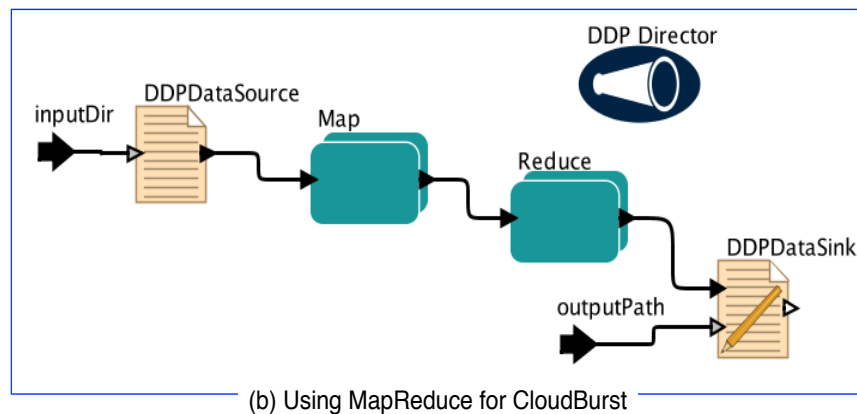 DDP Director
DDPDataSource
inputDir
Map
Reduce
DDPDataSink
outputPath
(b) Using MapReduce for CloudBurst